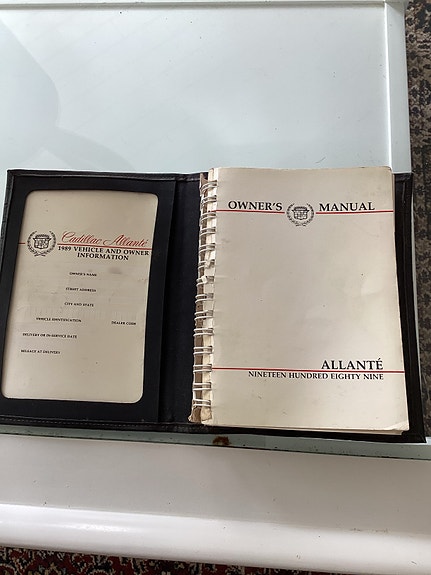 Cadillac Allanté
1989 VEHICLE AND OWNER
INFORMATION
OWNER'S NAME
STREET ADDRESS
CITY AND STATE
VEHICLE IDENTIFICATION DEALER CODE
DELIVERY OR IN-SERVICE DATE
MILEAGE AT DELIVERY
OWNER'S MANUAL
ALLANTÉ
NINETEEN HUNDRED EIGHTY NINE